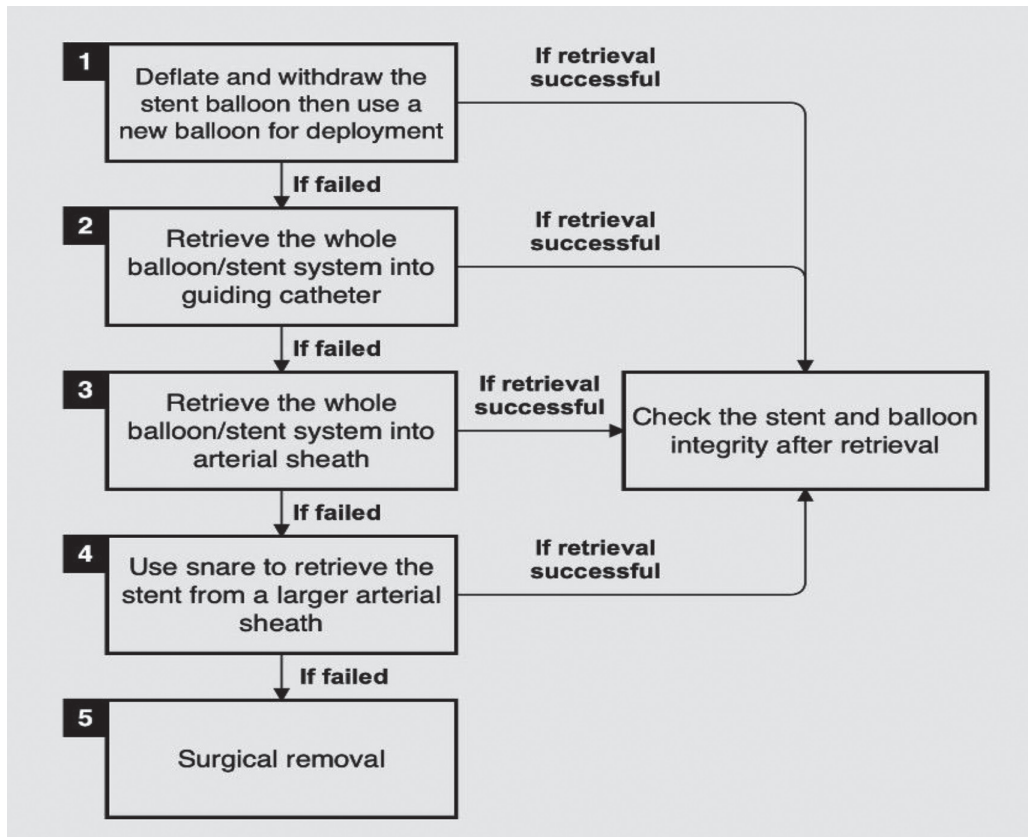 1
Deflate and withdraw the
stent balloon then use a
new balloon for deployment
If retrieval
successful
If failed
2
Retrieve the whole
balloon/stent system into
guiding catheter
If retrieval
successful
If failed
3
Retrieve the whole
balloon/stent system into
arterial sheath
If retrieval
successful
Check the stent and balloon
integrity after retrieval
If failed
4
Use snare to retrieve the
stent from a larger arterial
sheath
If retrieval
successful
If failed
5
Surgical removal